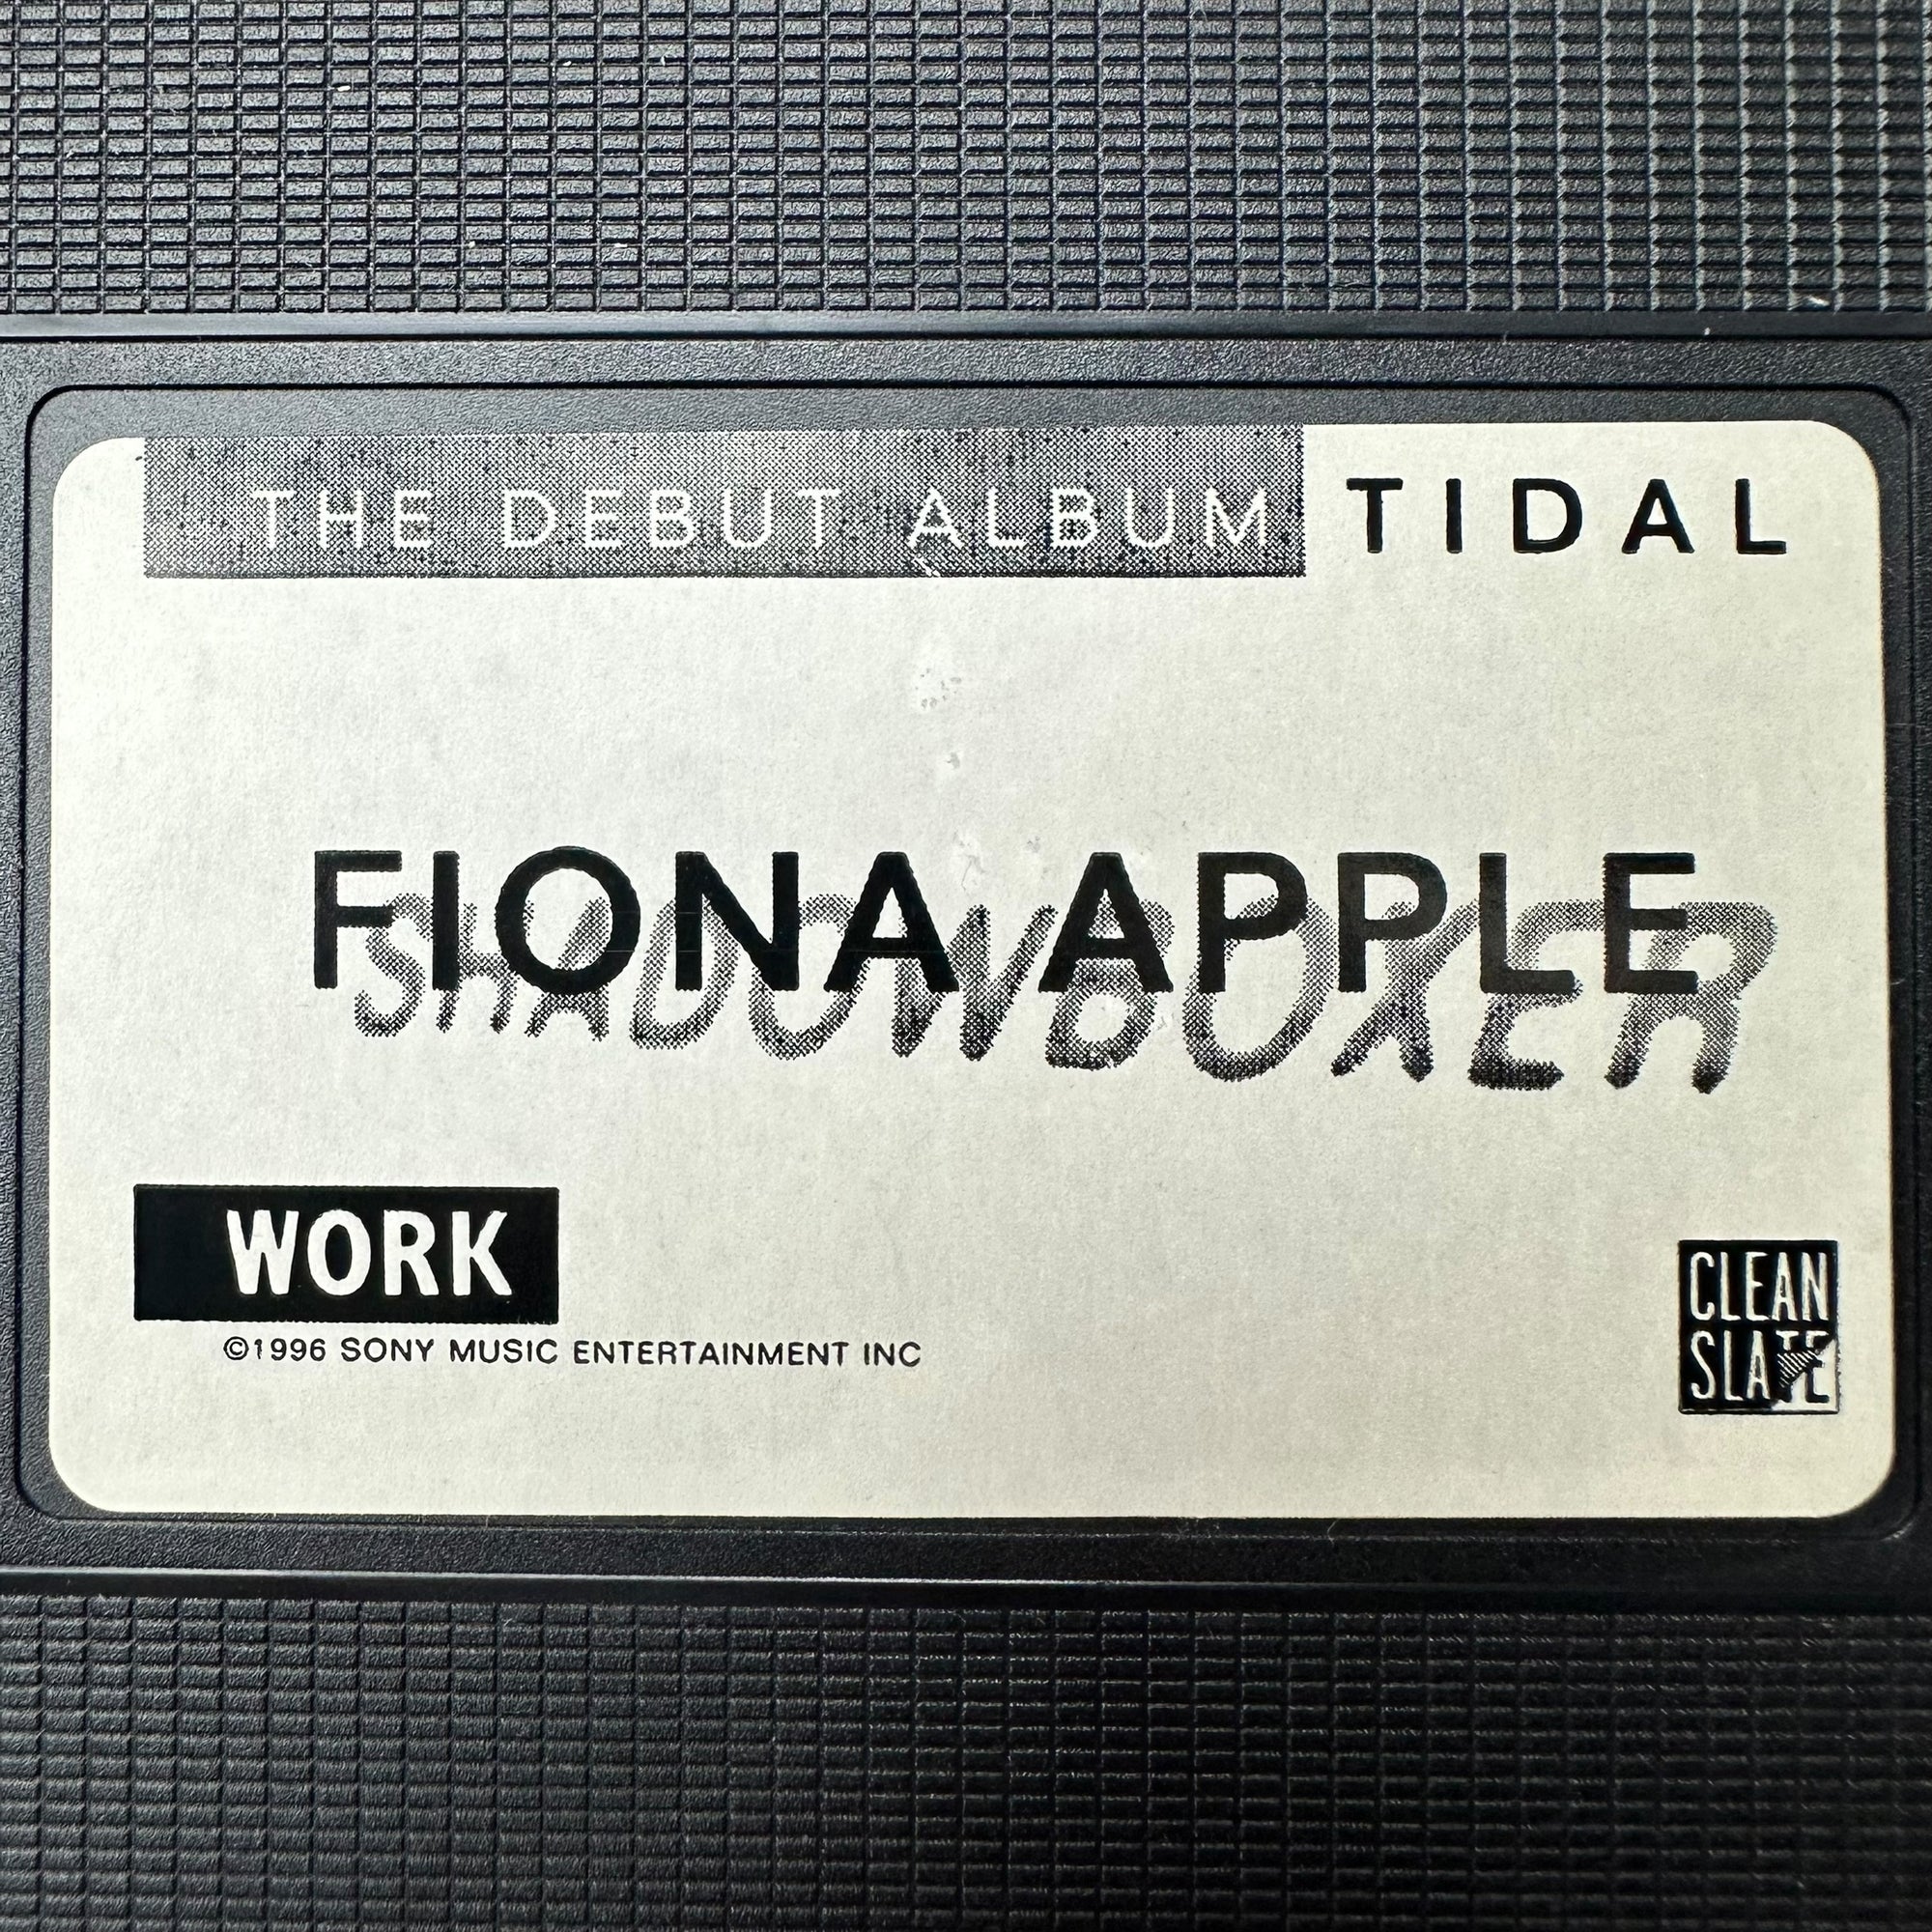 THE DEBUT ALBUM TIDAL
FIONA APPLE
SHADOWBOXER
WORK
©1996 SONY MUSIC ENTERTAINMENT INC
CLEAN
SLATE